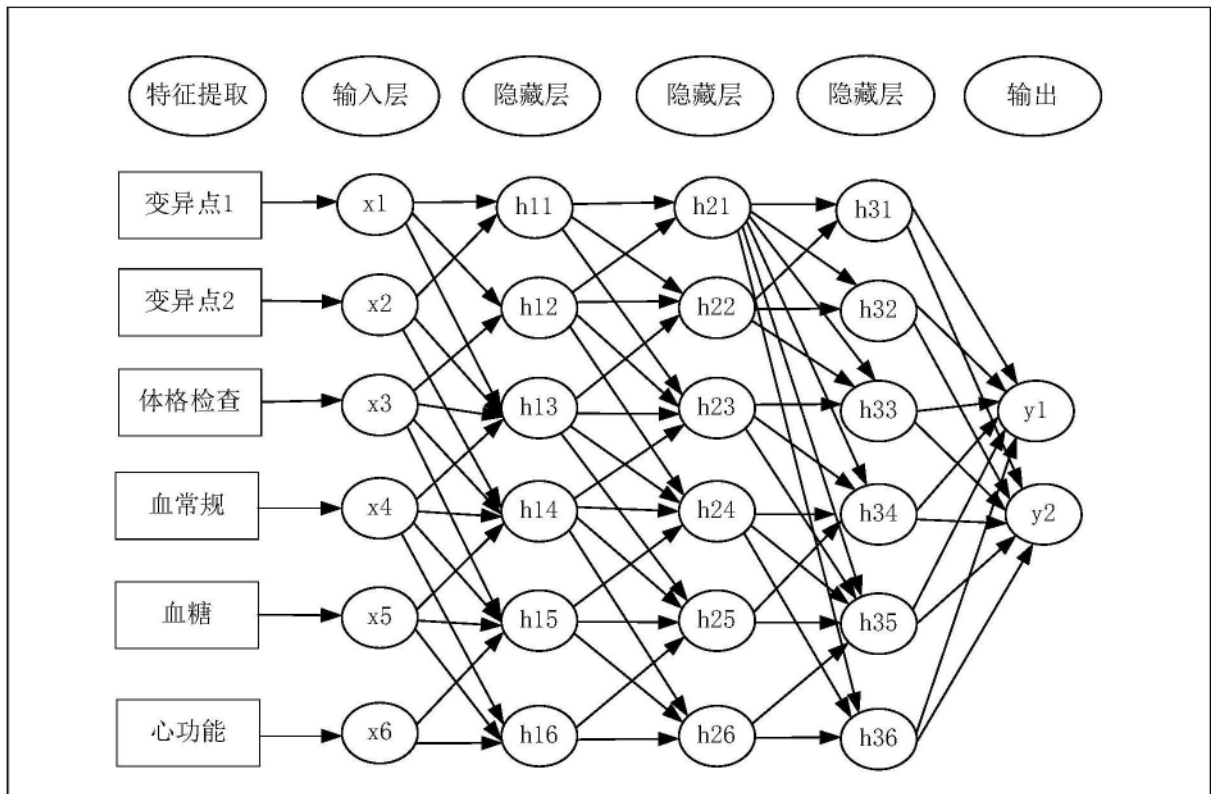 特征提取 输入层 隐藏层 隐藏层 隐藏层 输出
变异点1 x1 h11 h21 h31
变异点2 x2 h12 h22 h32
体格检查 x3 h13 h23 h33 y1
血常规 x4 h14 h24 h34 y2
血糖 x5 h15 h25 h35
心功能 x6 h16 h26 h36